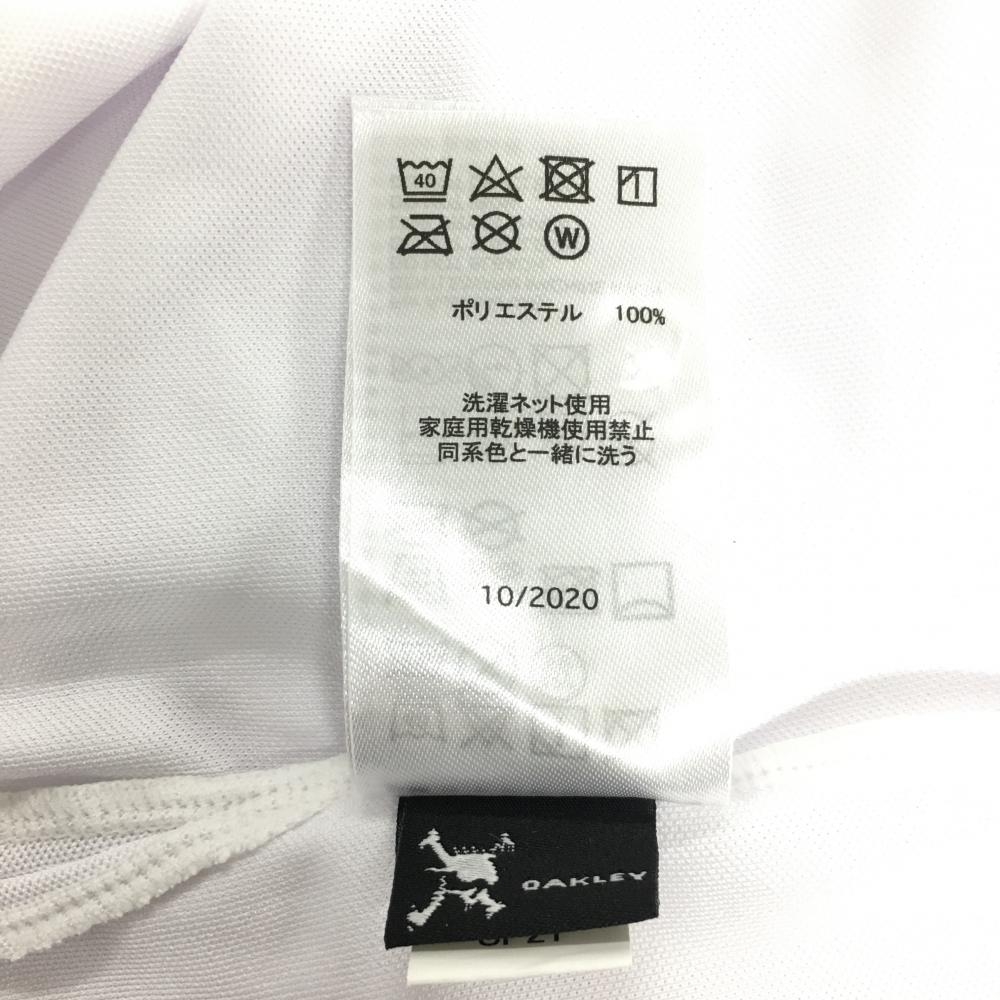 40
W
ポリエステル 100%
洗濯ネット使用
家庭用乾燥機使用禁止
同系色と一緒に洗う
10/2020
OAKLEY